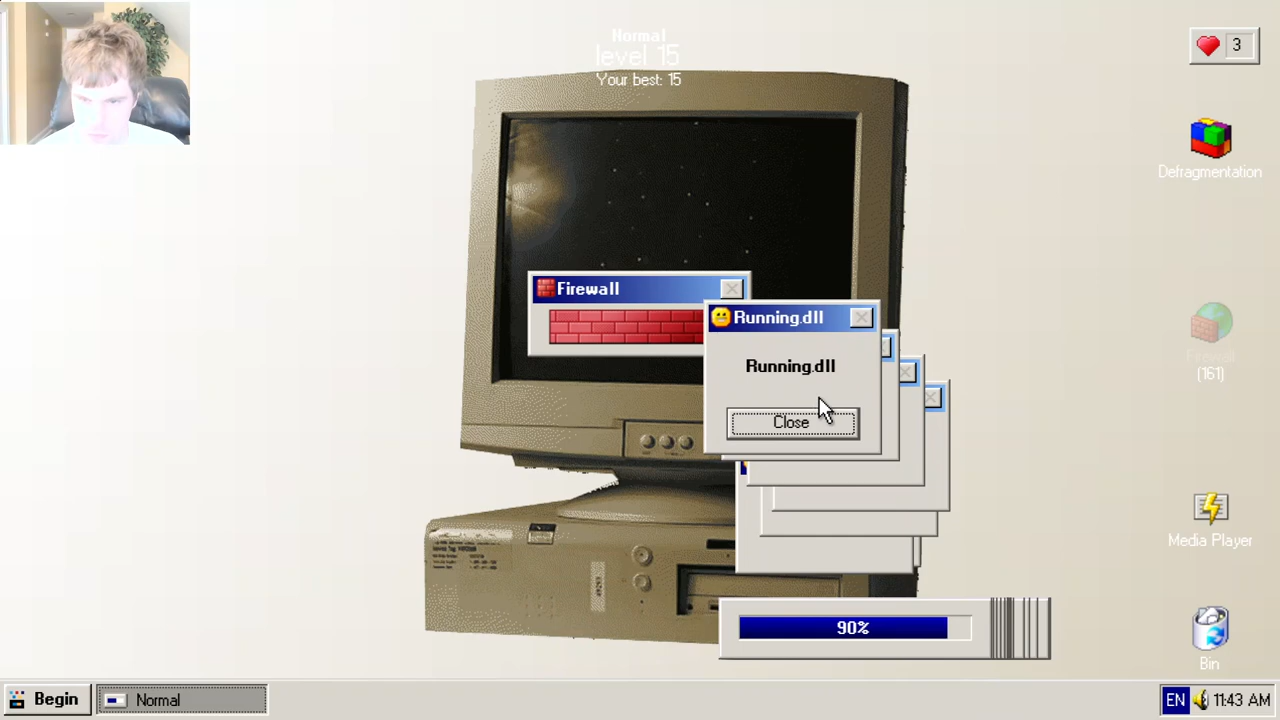 Normal
level 15
Your best: 15
3
Defragmentation
Firewall
Running.dll
Running.dll
Firewall
(161)
Close
Media Player
90%
Bin
Begin
Normal
EN
11:43 AM